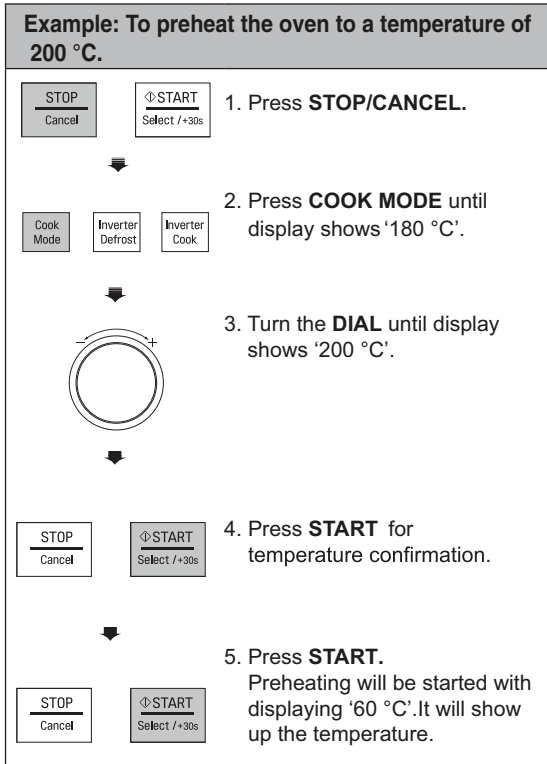 Example: To preheat the oven to a temperature of
200 °C.
STOP
Cancel
START
Select /+30s
1. Press STOP/CANCEL.
Cook
Mode
Inverter
Defrost
Inverter
Cook
2. Press COOK MODE until
display shows ‘180 °C’.
- +
3. Turn the DIAL until display
shows ‘200 °C’.
STOP
Cancel
START
Select /+30s
4. Press START for
temperature confirmation.
STOP
Cancel
START
Select /+30s
5. Press START.
Preheating will be started with
displaying ‘60 °C’.It will show
up the temperature.